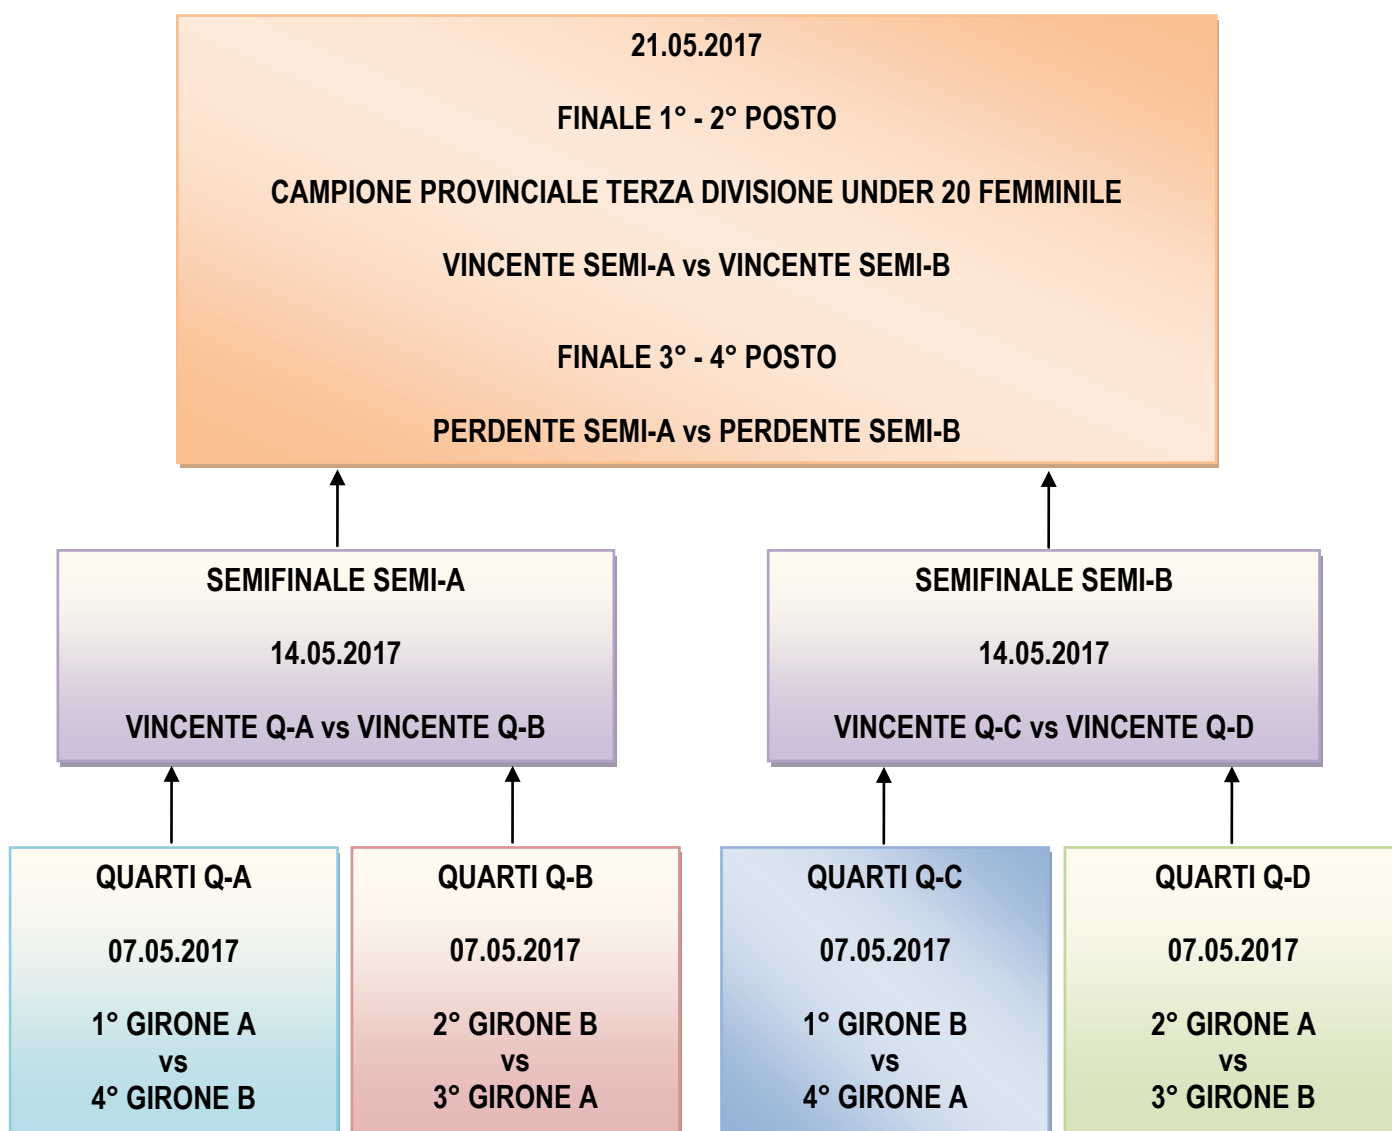 21.05.2017
FINALE 1° - 2° POSTO
CAMPIONE PROVINCIALE TERZA DIVISIONE UNDER 20 FEMMINILE
VINCENTE SEMI-A vs VINCENTE SEMI-B
FINALE 3° - 4° POSTO
PERDENTE SEMI-A vs PERDENTE SEMI-B
SEMIFINALE SEMI-A
14.05.2017
VINCENTE Q-A vs VINCENTE Q-B
SEMIFINALE SEMI-B
14.05.2017
VINCENTE Q-C vs VINCENTE Q-D
QUARTI Q-A
07.05.2017
1° GIRONE A
vs
4° GIRONE B
QUARTI Q-B
07.05.2017
2° GIRONE B
vs
3° GIRONE A
QUARTI Q-C
07.05.2017
1° GIRONE B
vs
4° GIRONE A
QUARTI Q-D
07.05.2017
2° GIRONE A
vs
3° GIRONE B